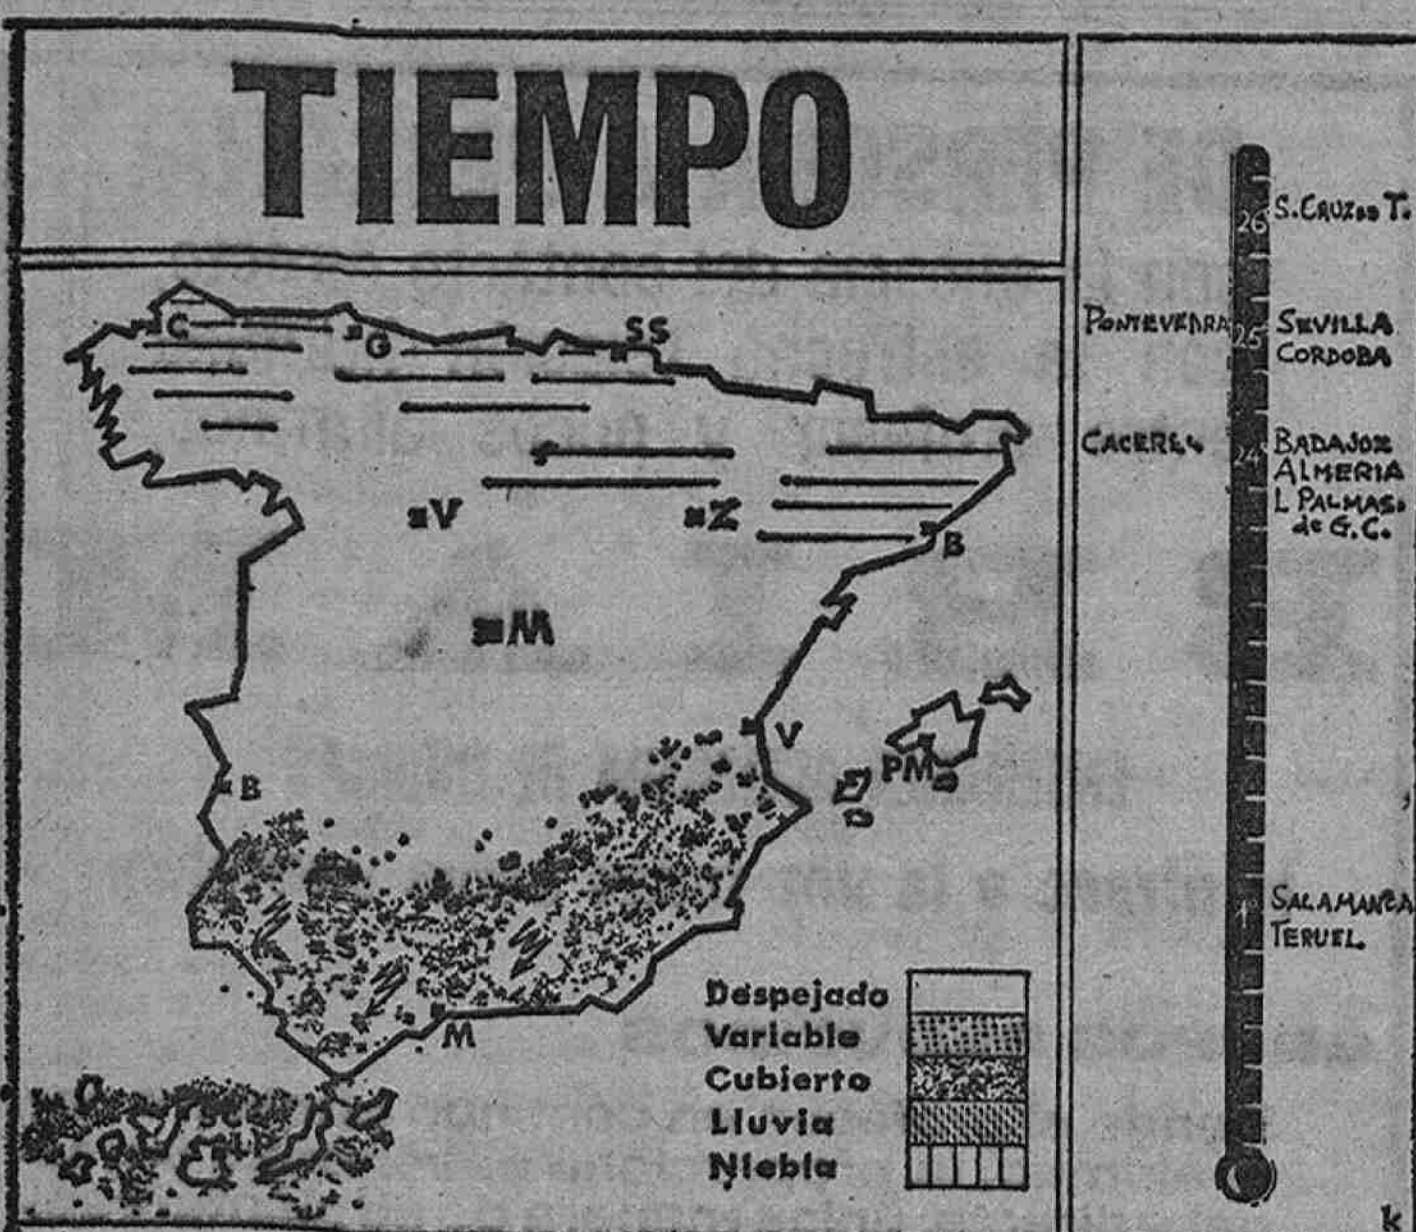 TIEMPO
C
G
SS
V
Z
B
M
V
PM
B
M
Despejado
Variable
Cubierto
Lluvia
Niebla
26 S. CRUZ DE T.
PONTEVEDRA 25 SEVILLA
CORDOBA
CACERES 24 BADAJOZ
ALMERIA
L PALMAS.
de G.C.
1 SALAMANCA
TERUEL
k